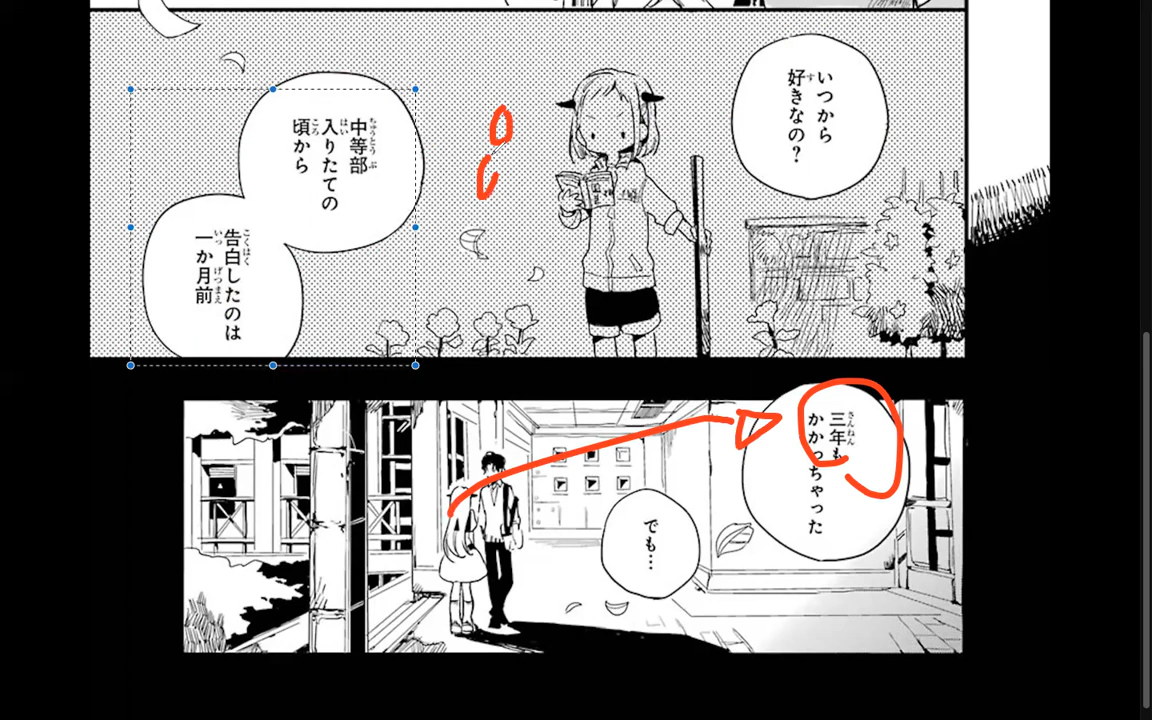 いつから
好きなの？
中等部
入りたての
頃から
告白したのは
一か月前
三年も
かかっちゃった
でも…